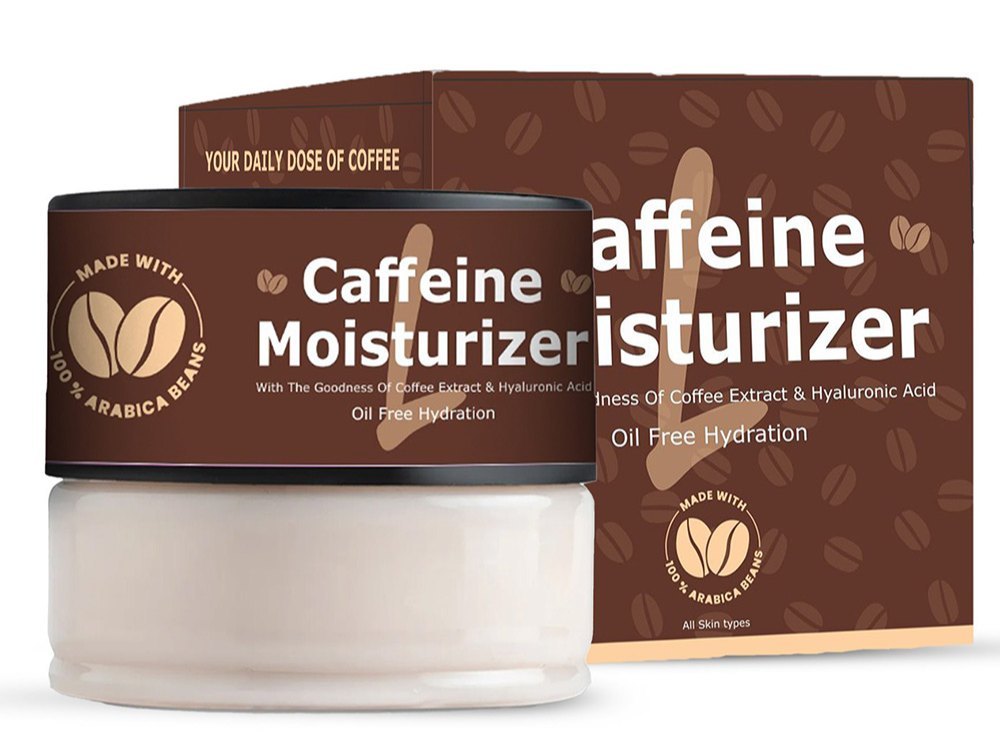 YOUR DAILY DOSE OF COFFEE
MADE WITH
100% ARABICA BEANS
Caffeine
Moisturizer
With The Goodness Of Coffee Extract & Hyaluronic Acid
Oil Free Hydration
L
affeine
isturizer
dness Of Coffee Extract & Hyaluronic Acid
Oil Free Hydration
L
MADE WITH
100% ARABICA BEANS
All Skin types